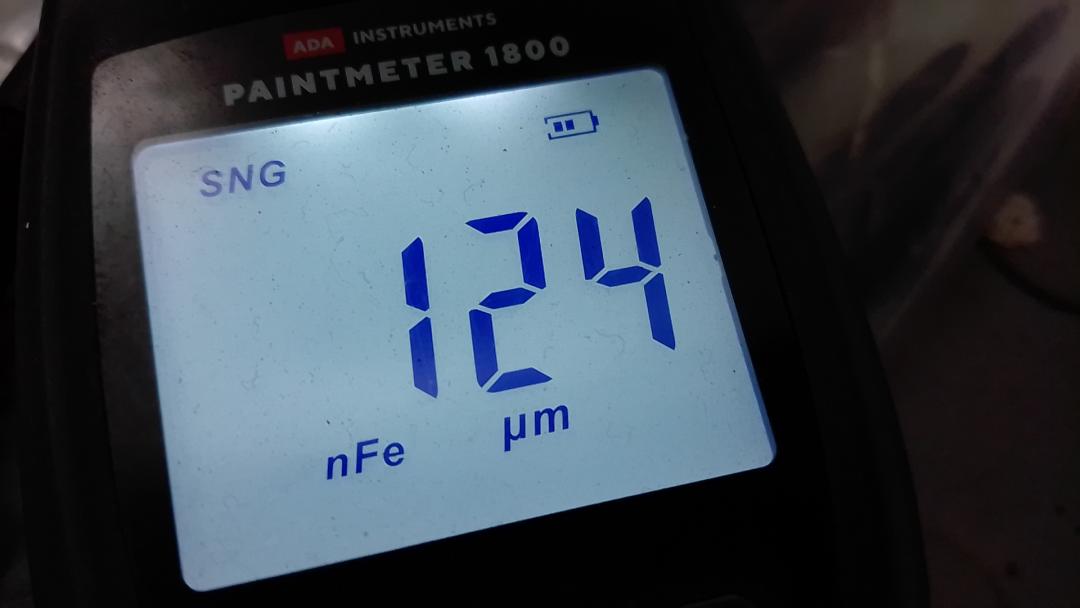 ADA INSTRUMENTS
PAINTMETER 1800
SNG
124
nFe µm